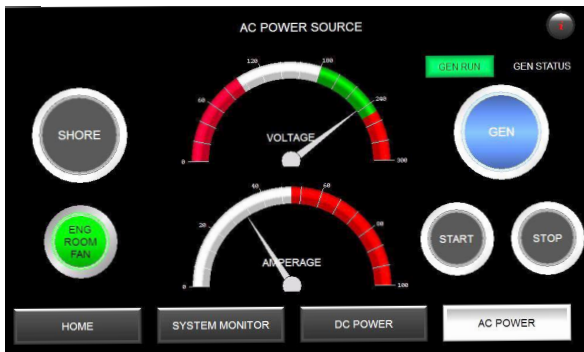 AC POWER SOURCE
GEN RUN
GEN STATUS
SHORE
GEN
ENG
ROOM
FAN
0
60
120
180
240
300
VOLTAGE
0
20
40
60
80
100
AMPERAGE
START
STOP
HOME
SYSTEM MONITOR
DC POWER
AC POWER